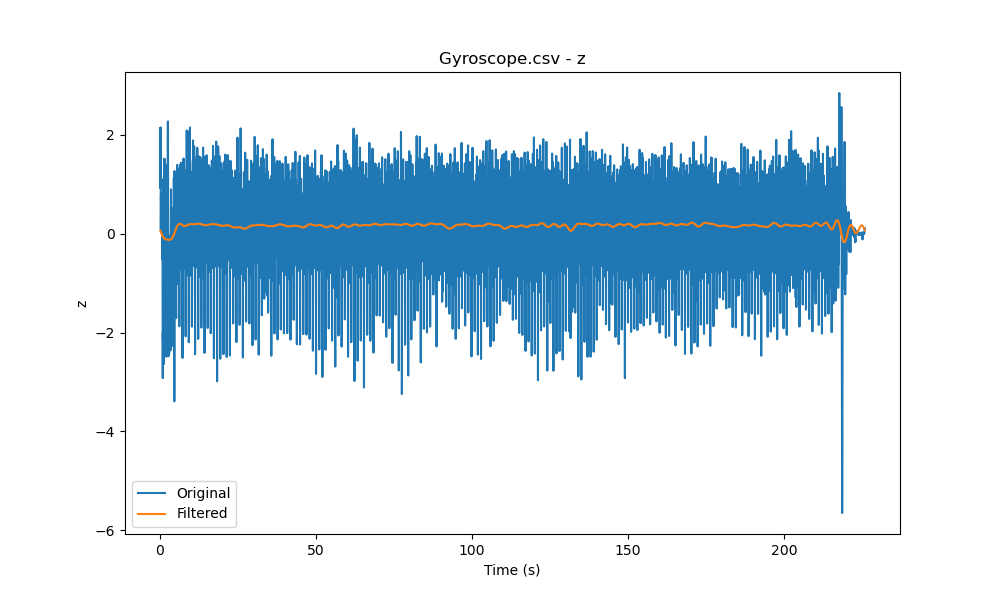 Gyroscope.csv - z
2
0
−2
−4
−6
z
Original
Filtered
0
50
100
150
200
Time (s)